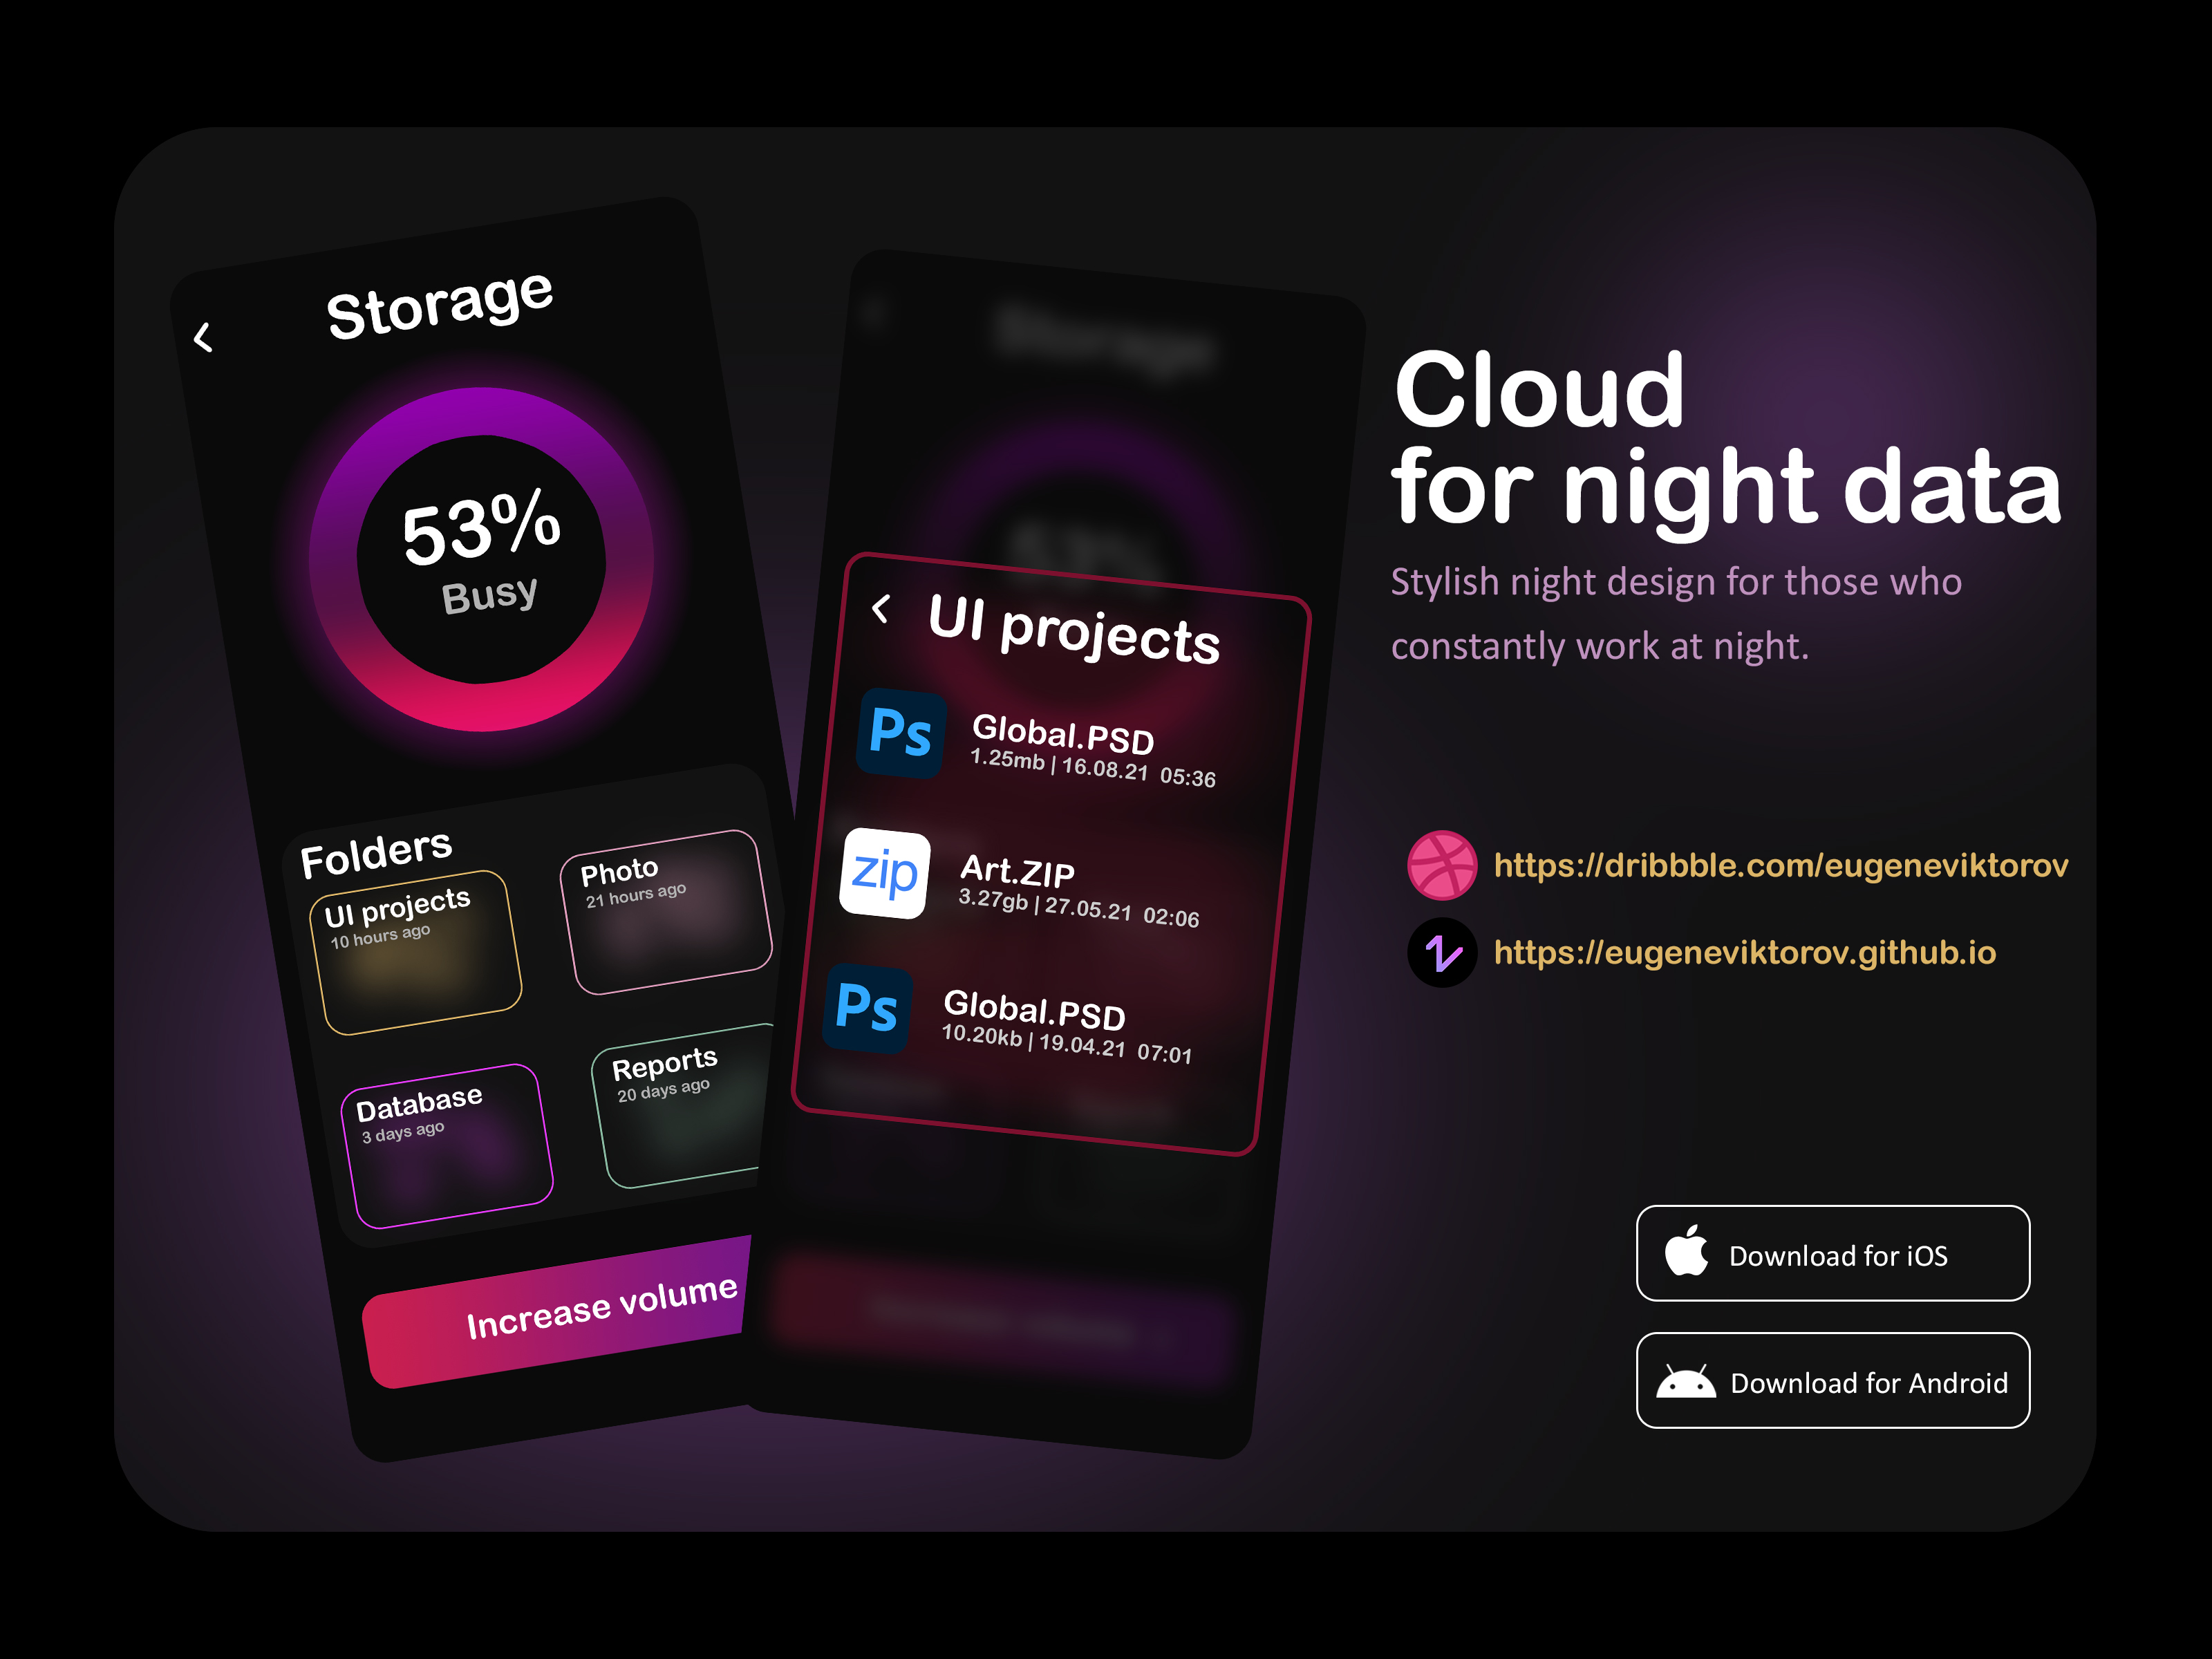 Storage
53%
Busy
Folders
UI projects
10 hours ago
Photo
21 hours ago
Database
3 days ago
Reports
20 days ago
Increase volume
UI projects
Ps
Global.PSD
1.25mb | 16.08.21 05:36
zip
Art.ZIP
3.27gb | 27.05.21 02:06
Ps
Global.PSD
10.20kb | 19.04.21 07:01
Cloud
for night data
Stylish night design for those who
constantly work at night.
https://dribbble.com/eugeneviktorov
https://eugeneviktorov.github.io
Download for iOS
Download for Android